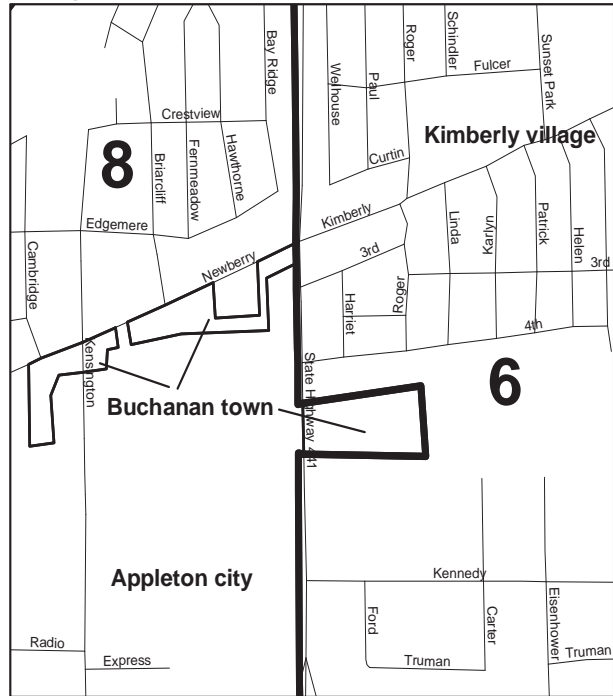 Schindler
Roger
Bay Ridge
Sunset Park
Welhouse
Paul
Fulcer
Crestview
Kimberly village
8
Briarcliff
Fernmeadow
Hawthorne
Curtin
Kimberly
Linda
Karlyn
Patrick
Helen
Edgemere
Cambridge
Newberry
3rd
3rd
Harriet
Roger
4th
Kensington
State Highway 441
6
Buchanan town
Appleton city
Kennedy
Ford
Carter
Eisenhower
Radio
Express
Truman
Truman